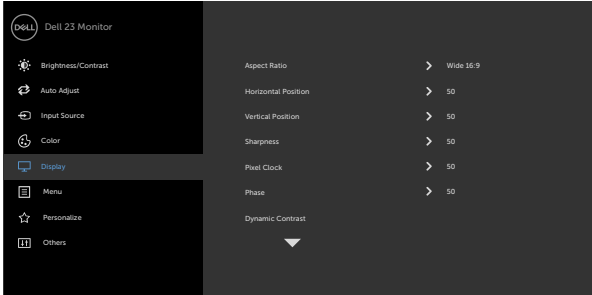 DELL
Dell 23 Monitor
Brightness/Contrast
Auto Adjust
Input Source
Color
Display
Menu
Personalize
Others
Aspect Ratio Wide 16:9
Horizontal Position 50
Vertical Position 50
Sharpness 50
Pixel Clock 50
Phase 50
Dynamic Contrast